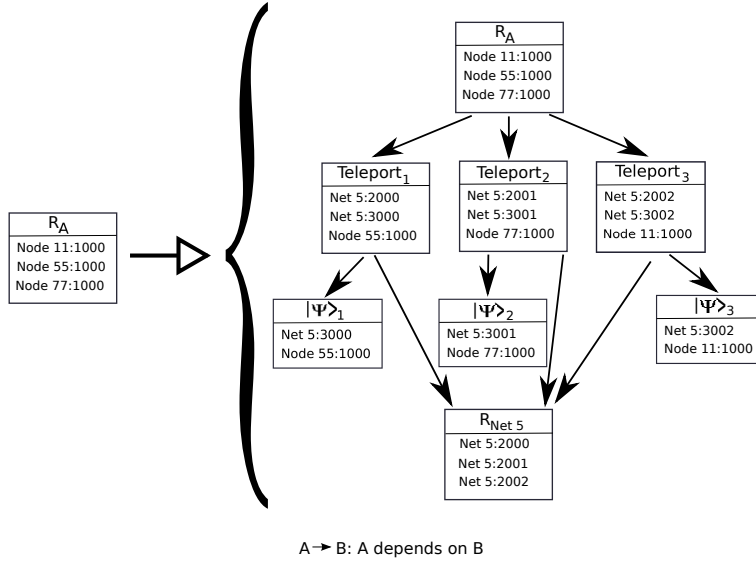 R_A
Node 11:1000
Node 55:1000
Node 77:1000
R_A
Node 11:1000
Node 55:1000
Node 77:1000
Teleport_1
Net 5:2000
Net 5:3000
Node 55:1000
Teleport_2
Net 5:2001
Net 5:3001
Node 77:1000
Teleport_3
Net 5:2002
Net 5:3002
Node 11:1000
|Ψ>_1
Net 5:3000
Node 55:1000
|Ψ>_2
Net 5:3001
Node 77:1000
|Ψ>_3
Net 5:3002
Node 11:1000
R_Net 5
Net 5:2000
Net 5:2001
Net 5:2002
A → B: A depends on B